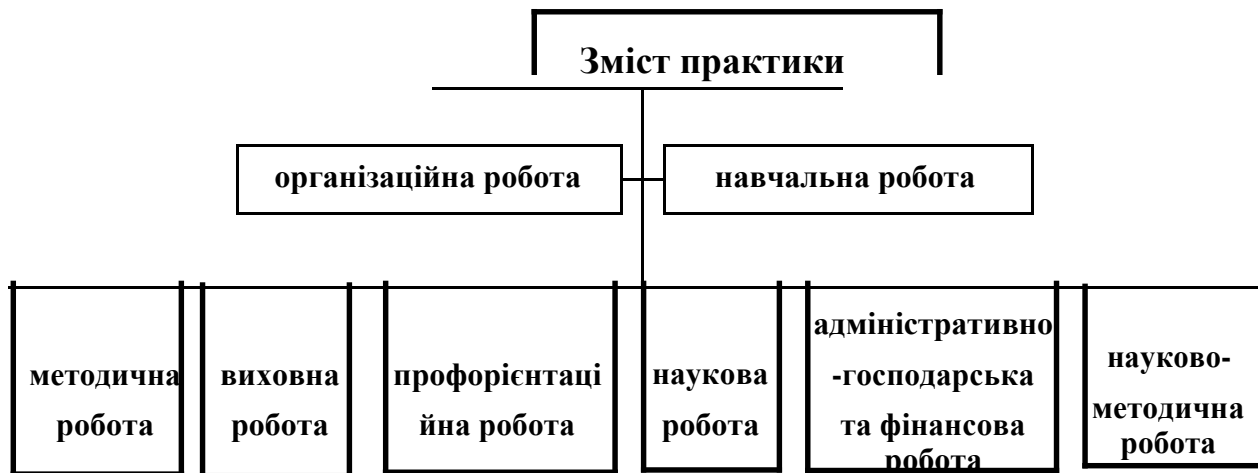 Зміст практики
організаційна робота
навчальна робота
методична
робота
виховна
робота
профорієнтаці
йна робота
наукова
робота
адміністративно
-господарська
та фінансова
робота
науково-
методична
робота